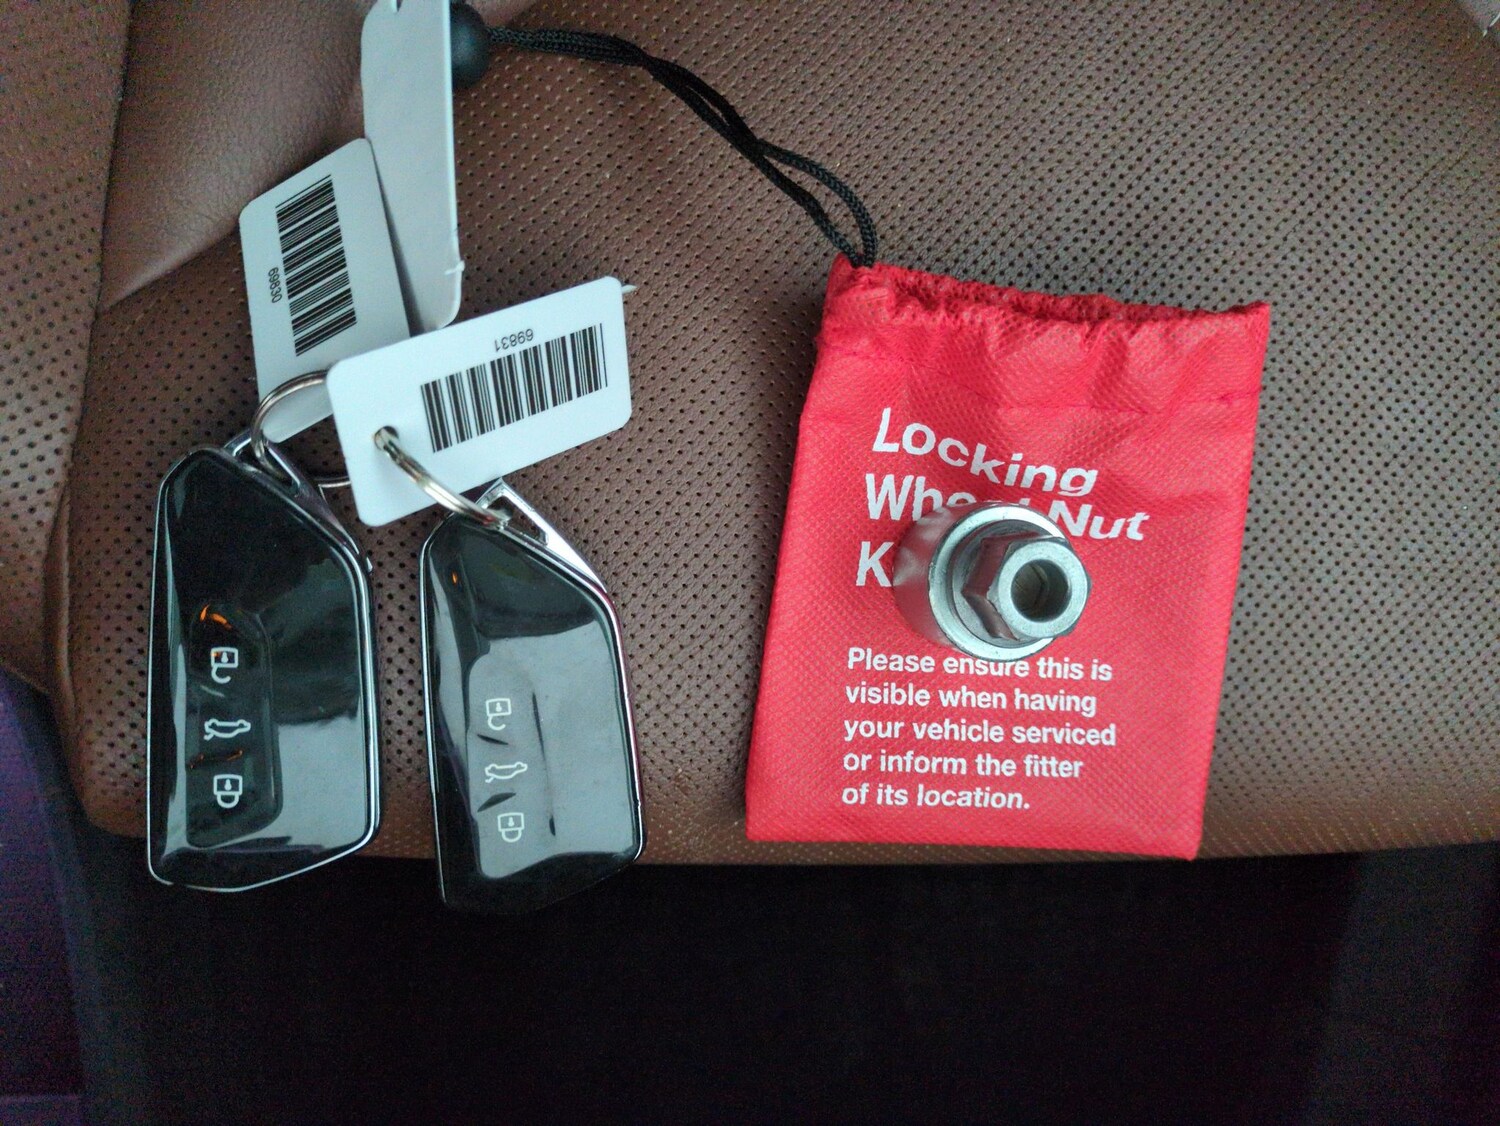 69830
69831
Locking
Wheel Nut
K
Please ensure this is
visible when having
your vehicle serviced
or inform the fitter
of its location.